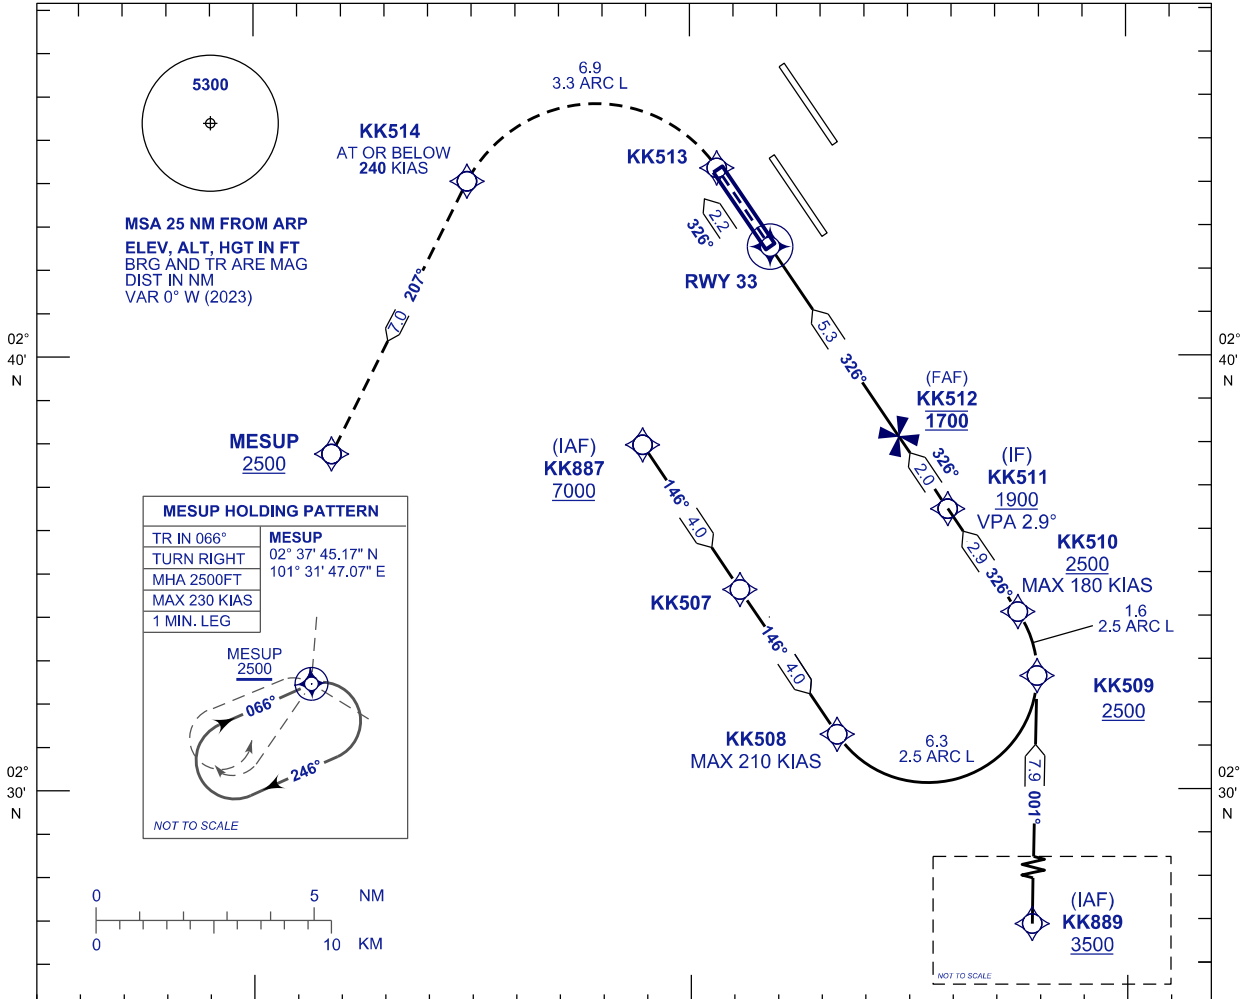 5300
MSA 25 NM FROM ARP
ELEV, ALT, HGT IN FT
BRG AND TR ARE MAG
DIST IN NM
VAR 0° W (2023)
6.9
3.3 ARC L
KK514
AT OR BELOW
240 KIAS
KK513
2.2
326°
RWY 33
7.0 207°
5.3 326°
02°
40'
N
02°
40'
N
(FAF)
KK512
1700
MESUP
2500
(IAF)
KK887
7000
2.0 326°
(IF)
KK511
1900
VPA 2.9°
146° 4.0
KK510
2500
MAX 180 KIAS
2.9 326°
1.6
2.5 ARC L
KK507
146° 4.0
KK509
2500
KK508
MAX 210 KIAS
6.3
2.5 ARC L
7.9 001°
MESUP HOLDING PATTERN
TR IN 066°
TURN RIGHT
MHA 2500FT
MAX 230 KIAS
1 MIN. LEG
MESUP
02° 37' 45.17" N
101° 31' 47.07" E
MESUP
2500
066°
246°
NOT TO SCALE
02°
30'
N
02°
30'
N
(IAF)
KK889
3500
NOT TO SCALE
0 5 NM
0 10 KM